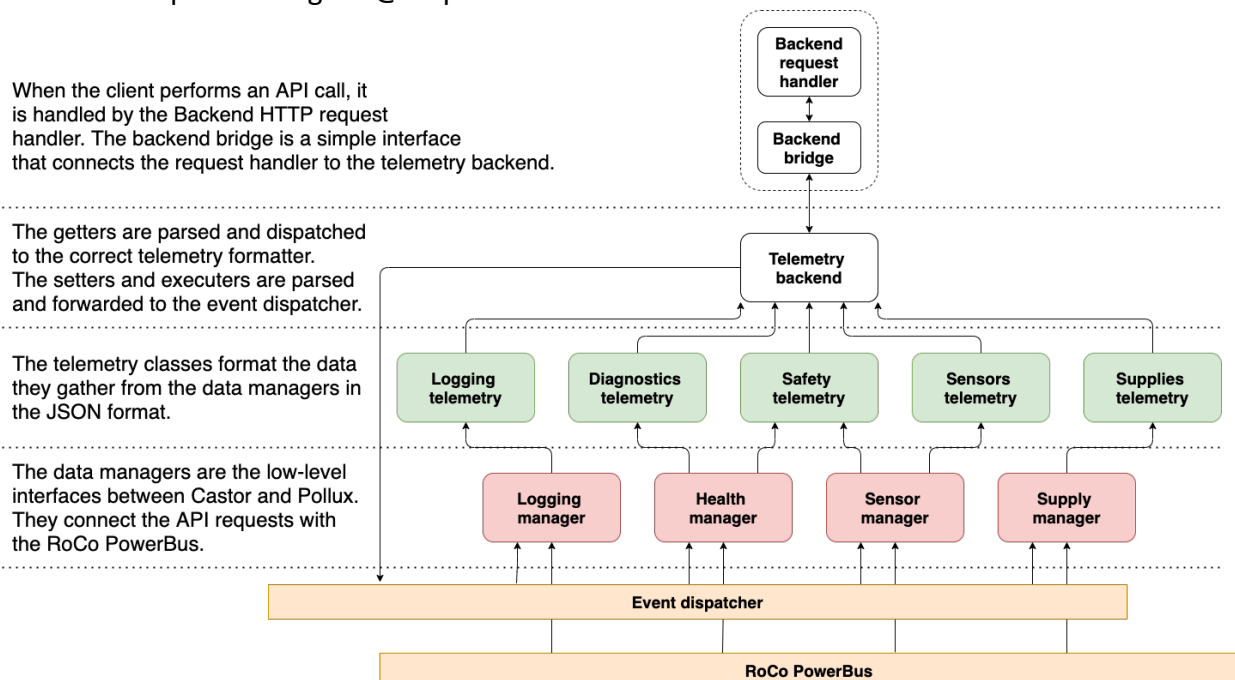 Backend
request
handler
When the client performs an API call, it
is handled by the Backend HTTP request
handler. The backend bridge is a simple interface
that connects the request handler to the telemetry backend.
Backend
bridge
The getters are parsed and dispatched
to the correct telemetry formatter.
The setters and executers are parsed
and forwarded to the event dispatcher.
Telemetry
backend
The telemetry classes format the data
they gather from the data managers in
the JSON format.
Logging
telemetry
Diagnostics
telemetry
Safety
telemetry
Sensors
telemetry
Supplies
telemetry
The data managers are the low-level
interfaces between Castor and Pollux.
They connect the API requests with
the RoCo PowerBus.
Logging
manager
Health
manager
Sensor
manager
Supply
manager
Event dispatcher
RoCo PowerBus